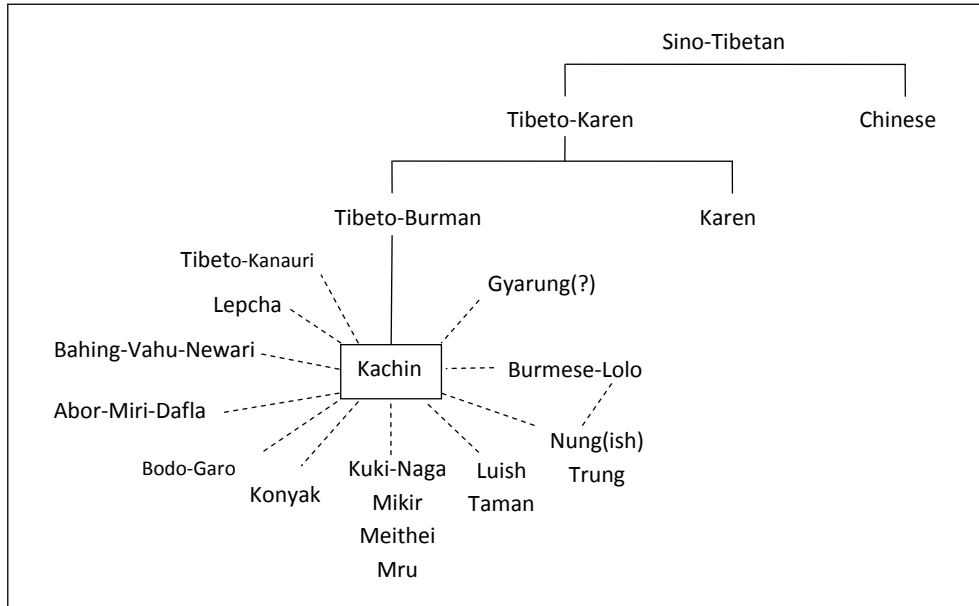 Sino-Tibetan
Tibeto-Karen
Chinese
Tibeto-Burman
Karen
Tibeto-Kanauri
Gyarung(?)
Lepcha
Bahing-Vahu-Newari
Kachin
Burmese-Lolo
Abor-Miri-Dafla
Nung(ish)
Trung
Bodo-Garo
Konyak
Kuki-Naga
Mikir
Meithei
Mru
Luish
Taman